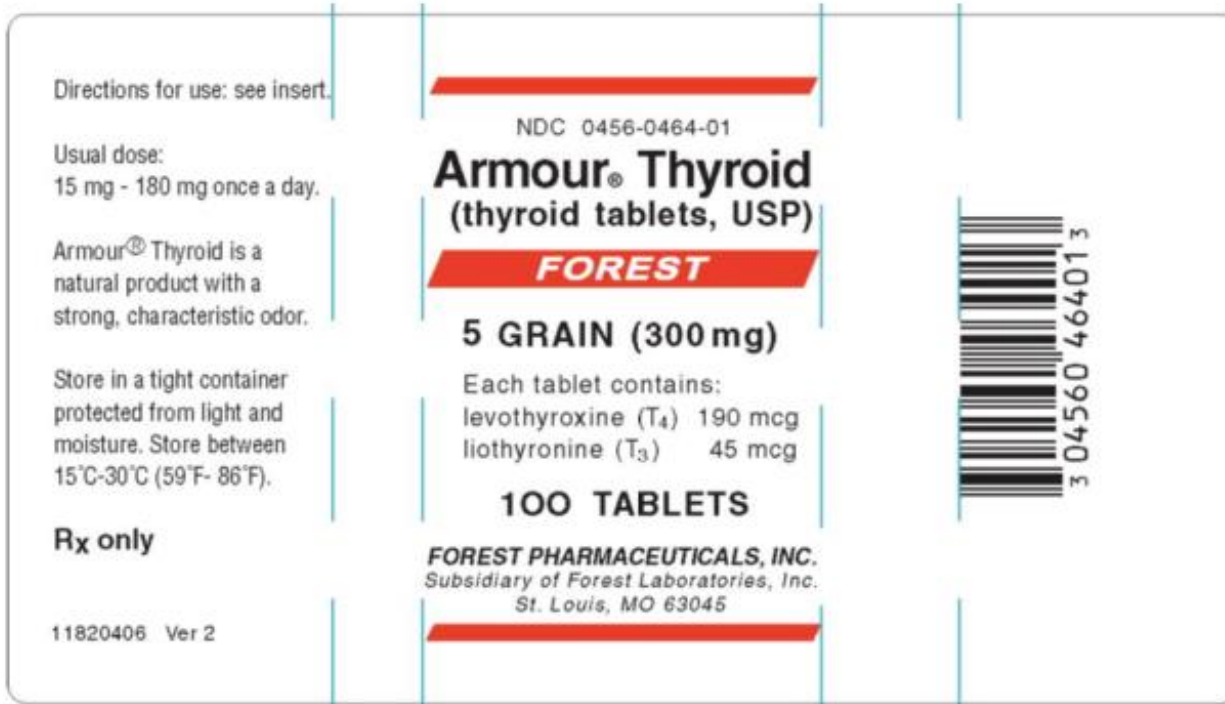 Directions for use: see insert.
Usual dose:
15 mg - 180 mg once a day.
Armour® Thyroid is a
natural product with a
strong, characteristic odor.
Store in a tight container
protected from light and
moisture. Store between
15°C-30°C (59°F- 86°F).
Rx only
11820406 Ver 2
NDC 0456-0464-01
Armour® Thyroid
(thyroid tablets, USP)
FOREST
5 GRAIN (300 mg)
Each tablet contains:
levothyroxine (T₄) 190 mcg
liothyronine (T₃) 45 mcg
100 TABLETS
FOREST PHARMACEUTICALS, INC.
Subsidiary of Forest Laboratories, Inc.
St. Louis, MO 63045
3 04560 46401 3